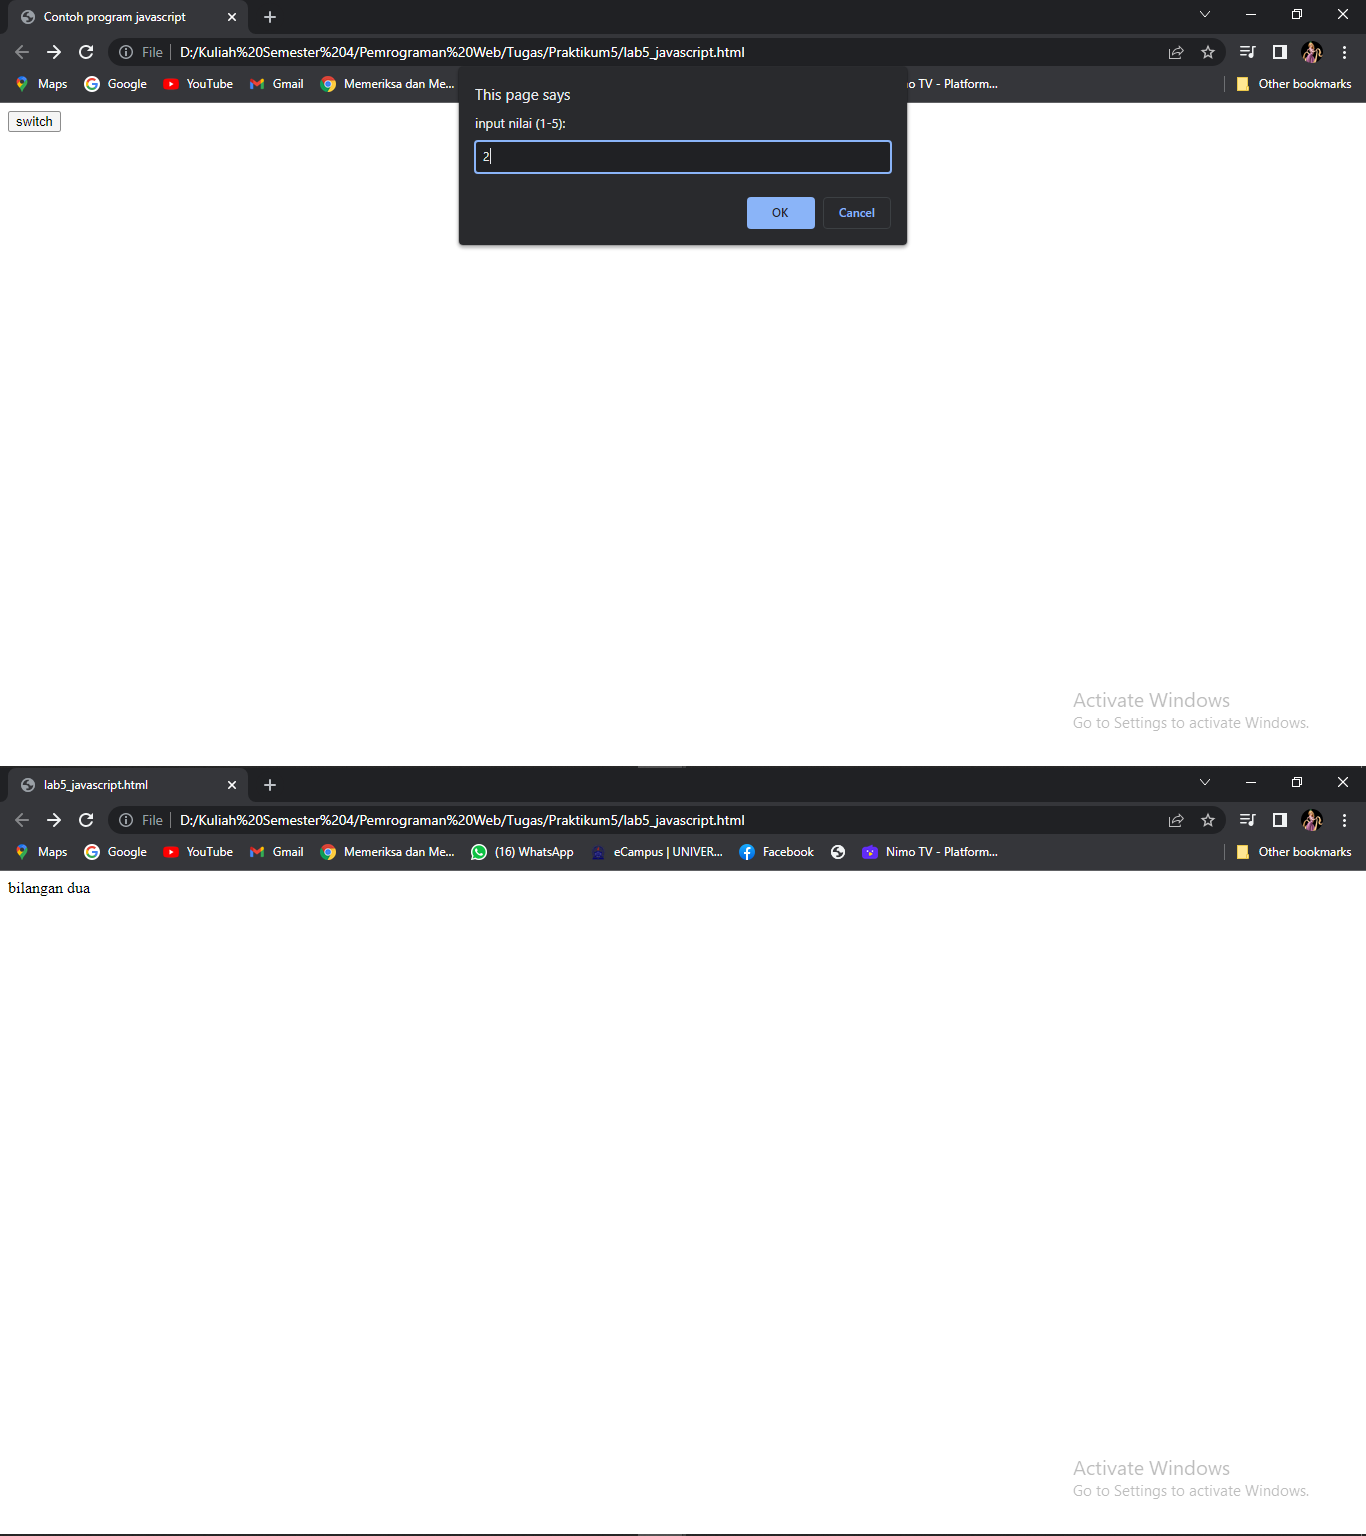 Contoh program javascript
File D:/Kuliah%20Semester%204/Pemrograman%20Web/Tugas/Praktikum5/lab5_javascript.html
Maps Google YouTube Gmail Memeriksa dan Me... o TV - Platform... Other bookmarks
switch
This page says
input nilai (1-5):
2
OK Cancel
Activate Windows
Go to Settings to activate Windows.
lab5_javascript.html
File D:/Kuliah%20Semester%204/Pemrograman%20Web/Tugas/Praktikum5/lab5_javascript.html
Maps Google YouTube Gmail Memeriksa dan Me... (16) WhatsApp eCampus | UNIVER... Facebook Nimo TV - Platform... Other bookmarks
bilangan dua
Activate Windows
Go to Settings to activate Windows.